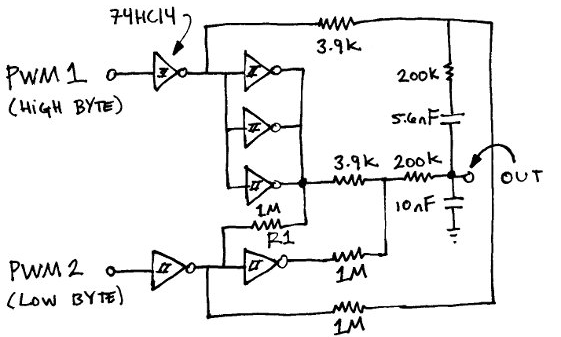 74HC14
3.9K
PWM 1
(HIGH BYTE)
200K
5.6nF
3.9K
200K
OUT
10nF
1M
R1
PWM 2
(LOW BYTE)
1M
1M